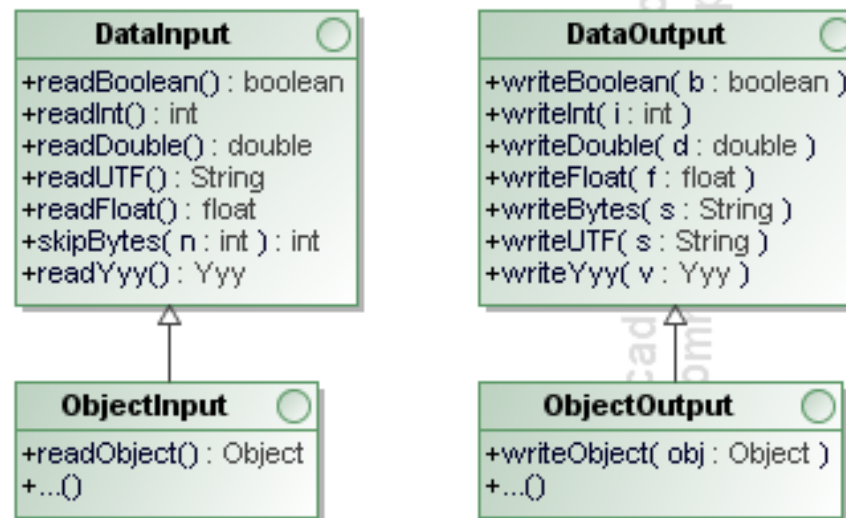 DataInput
+readBoolean() : boolean
+readInt() : int
+readDouble() : double
+readUTF() : String
+readFloat() : float
+skipBytes( n : int ) : int
+readYyy() : Yyy
DataOutput
+writeBoolean( b : boolean )
+writeInt( i : int )
+writeDouble( d : double )
+writeFloat( f : float )
+writeBytes( s : String )
+writeUTF( s : String )
+writeYyy( v : Yyy )
ObjectInput
+readObject() : Object
+...()
ObjectOutput
+writeObject( obj : Object )
+...()